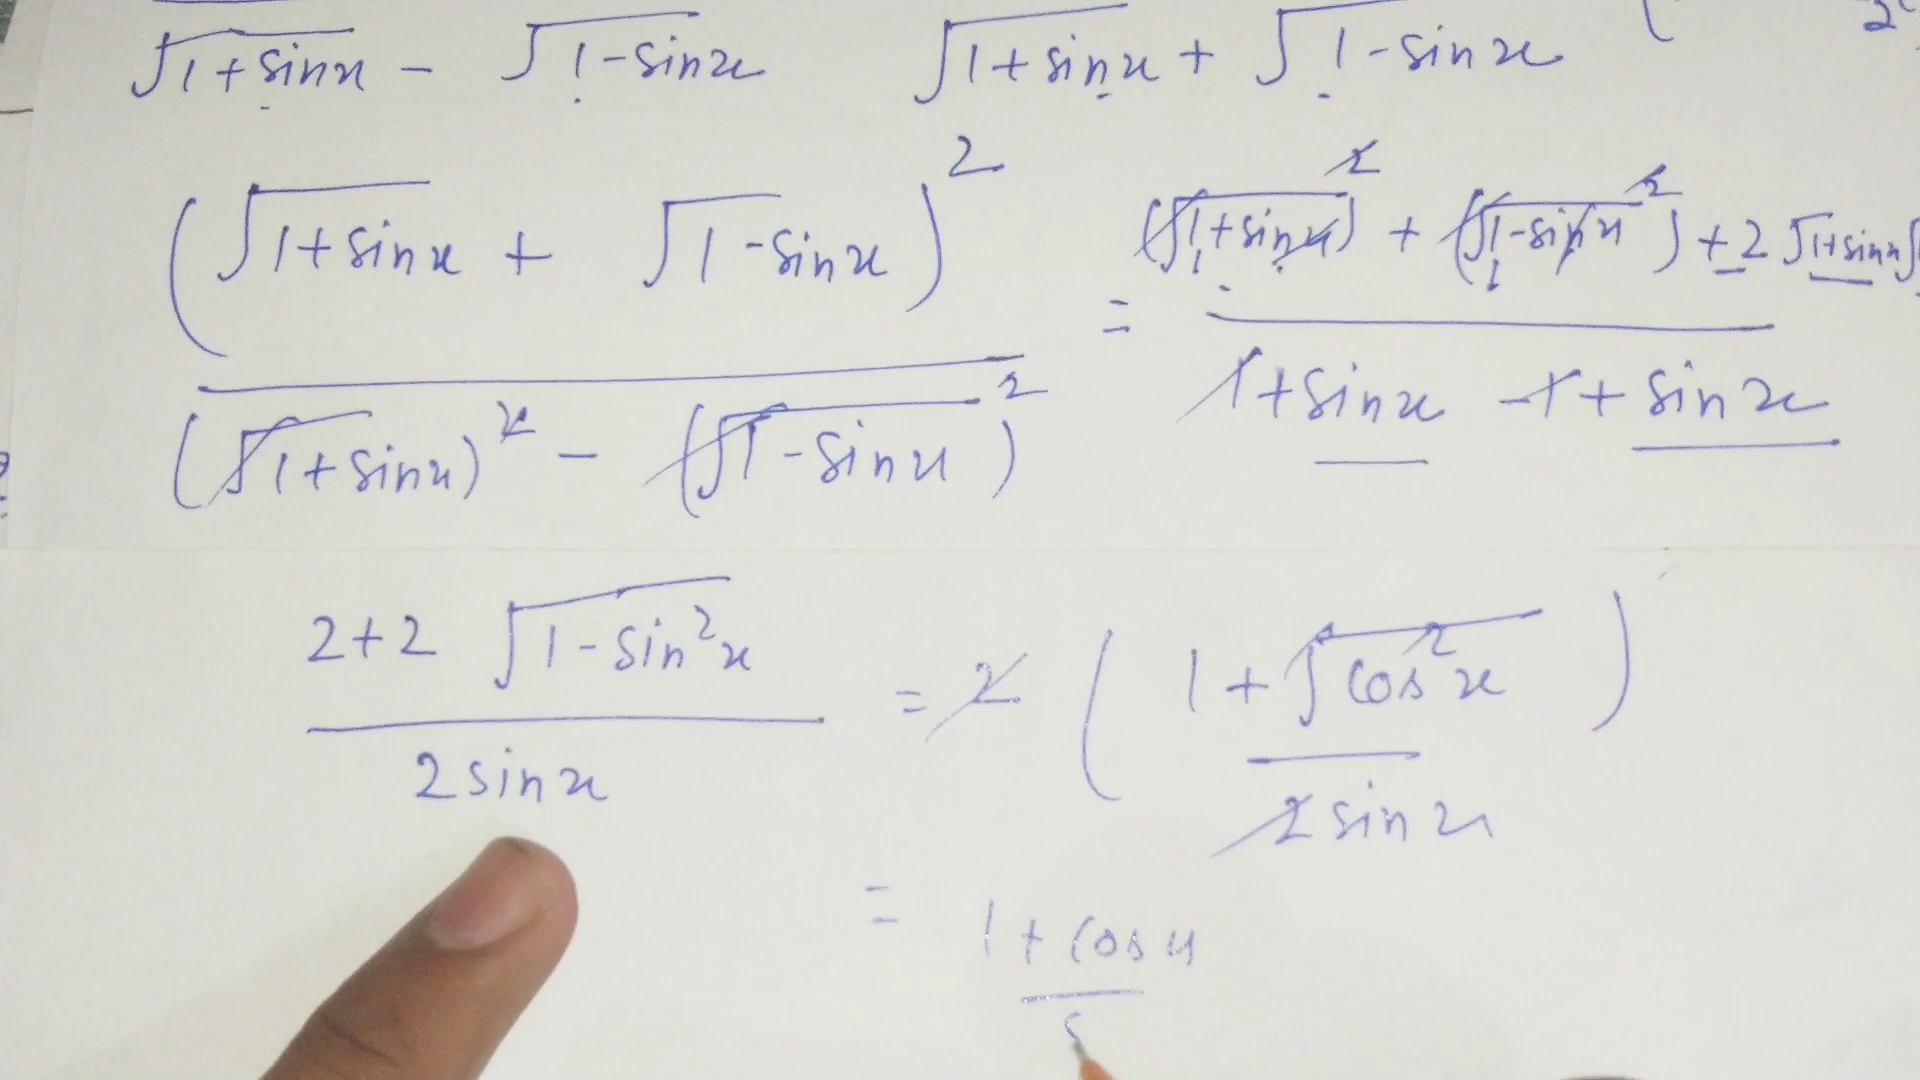 √1+sinx - √1-sinx √1+sinx + √1-sinx (
(√1+sinx + √1-sinx)² = (√1+sinx)² + (√1-sinx²) + 2 √1+sinx √
(√1+sinx)² - (√1-sinx)² 1+sinx -1+sinx
2+2 √1-sin²x = 2 ( 1+√cos²x )
2sinx 2sinx
= 1+cosx
s